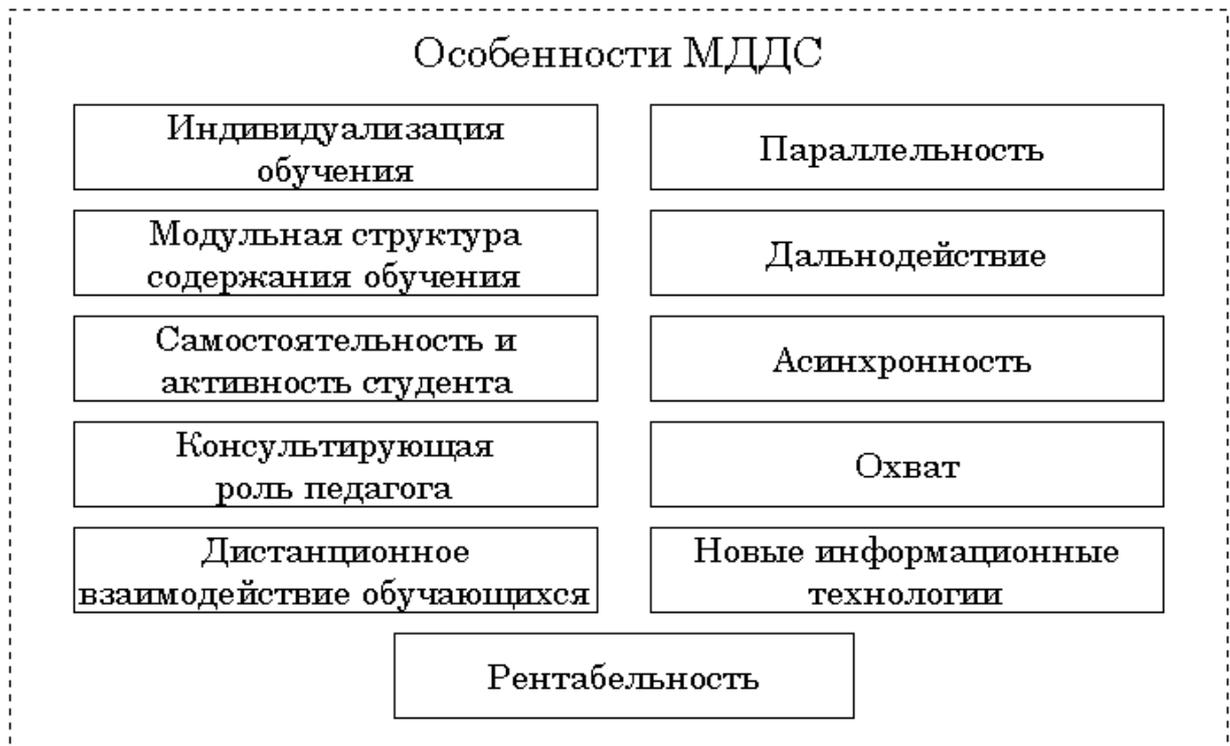 Особенности МДДС
Индивидуализация
обучения
Параллельность
Модульная структура
содержания обучения
Дальнодействие
Самостоятельность и
активность студента
Асинхронность
Консультирующая
роль педагога
Охват
Дистанционное
взаимодействие обучающихся
Новые информационные
технологии
Рентабельность